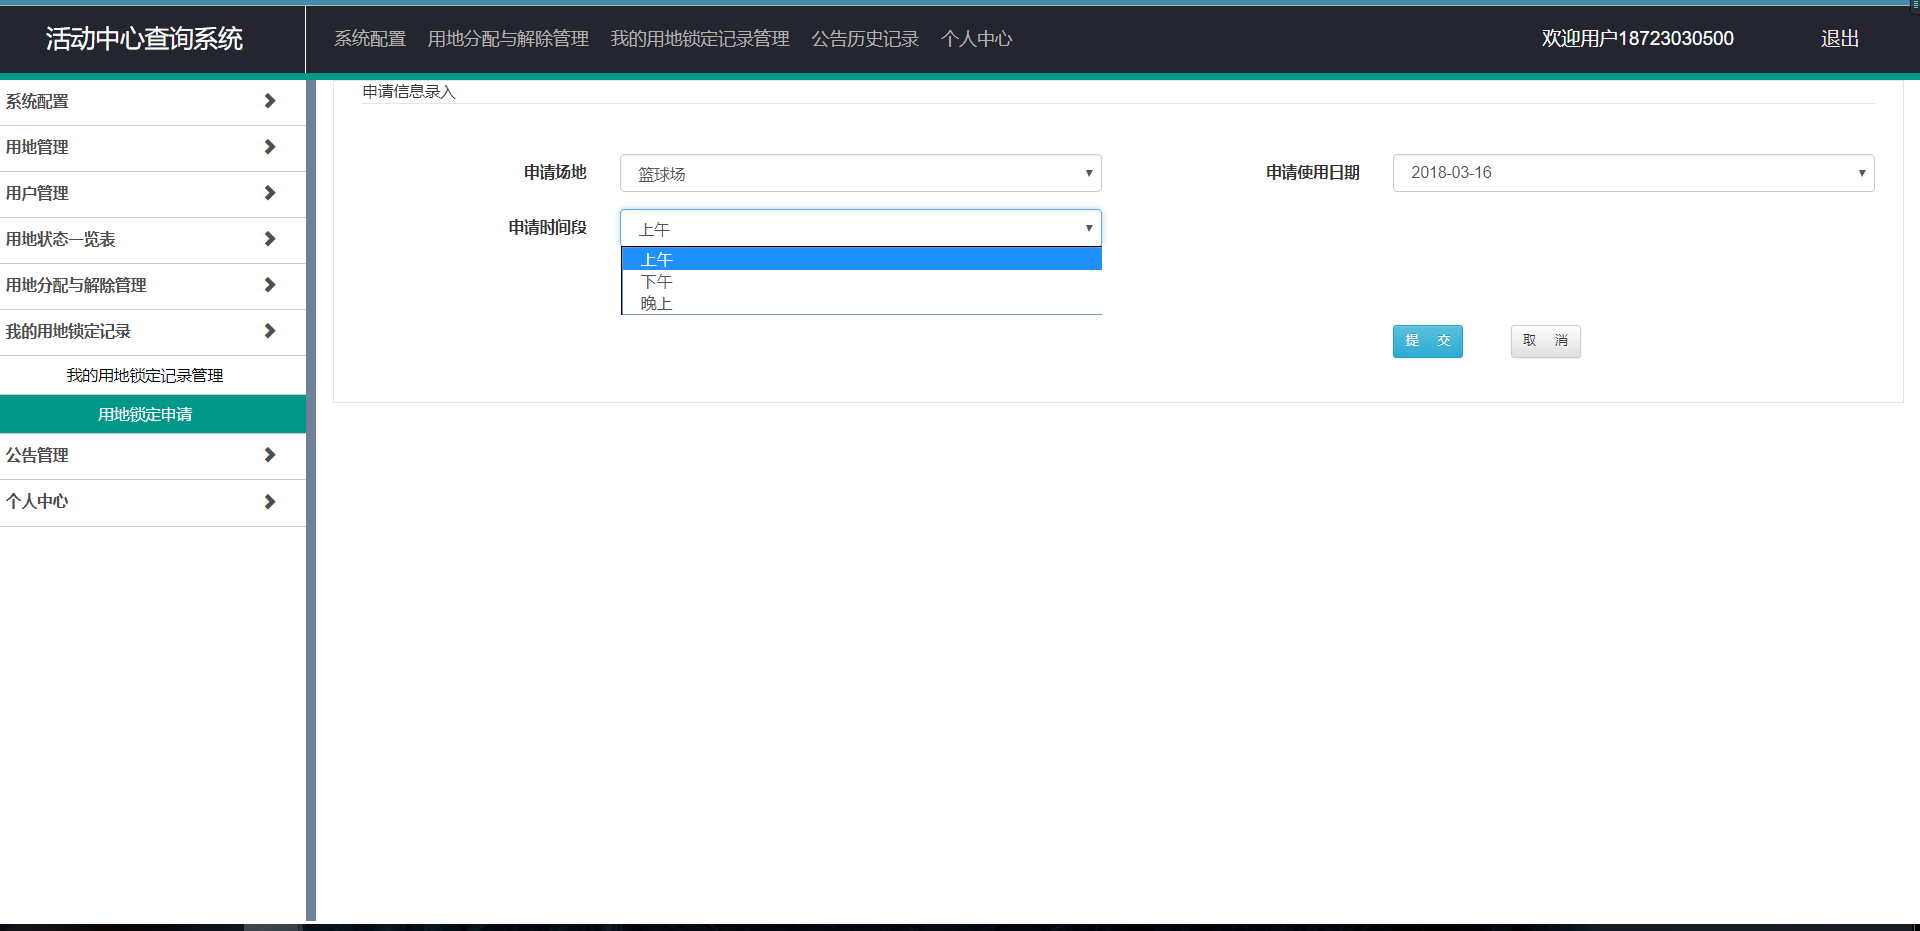 活动中心查询系统
系统配置 用地分配与解除管理 我的用地锁定记录管理 公告历史记录 个人中心
欢迎用户18723030500 退出
系统配置
用地管理
用户管理
用地状态一览表
用地分配与解除管理
我的用地锁定记录
我的用地锁定记录管理
用地锁定申请
公告管理
个人中心
申请信息录入
申请场地 篮球场 申请使用日期 2018-03-16
申请时间段 上午
上午
下午
晚上
提 交 取 消